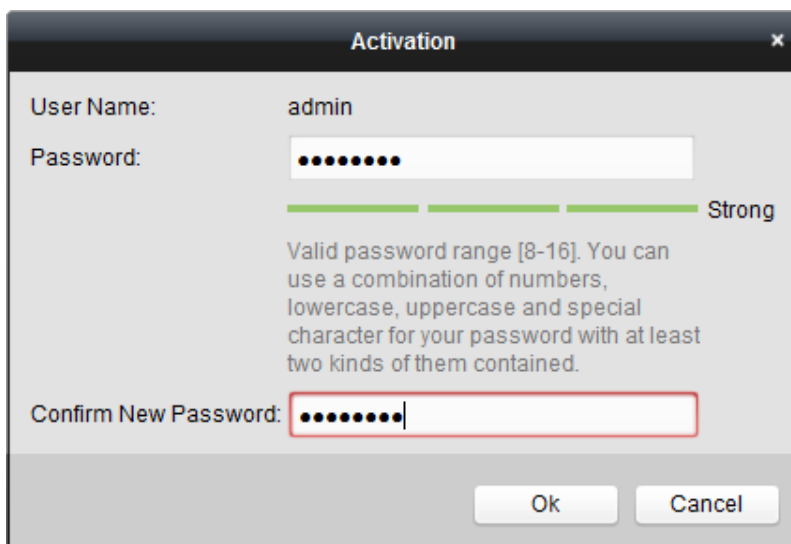 Activation ×
User Name: admin
Password: ••••••••
Strong
Valid password range [8-16]. You can
use a combination of numbers,
lowercase, uppercase and special
character for your password with at least
two kinds of them contained.
Confirm New Password: ••••••••
Ok Cancel